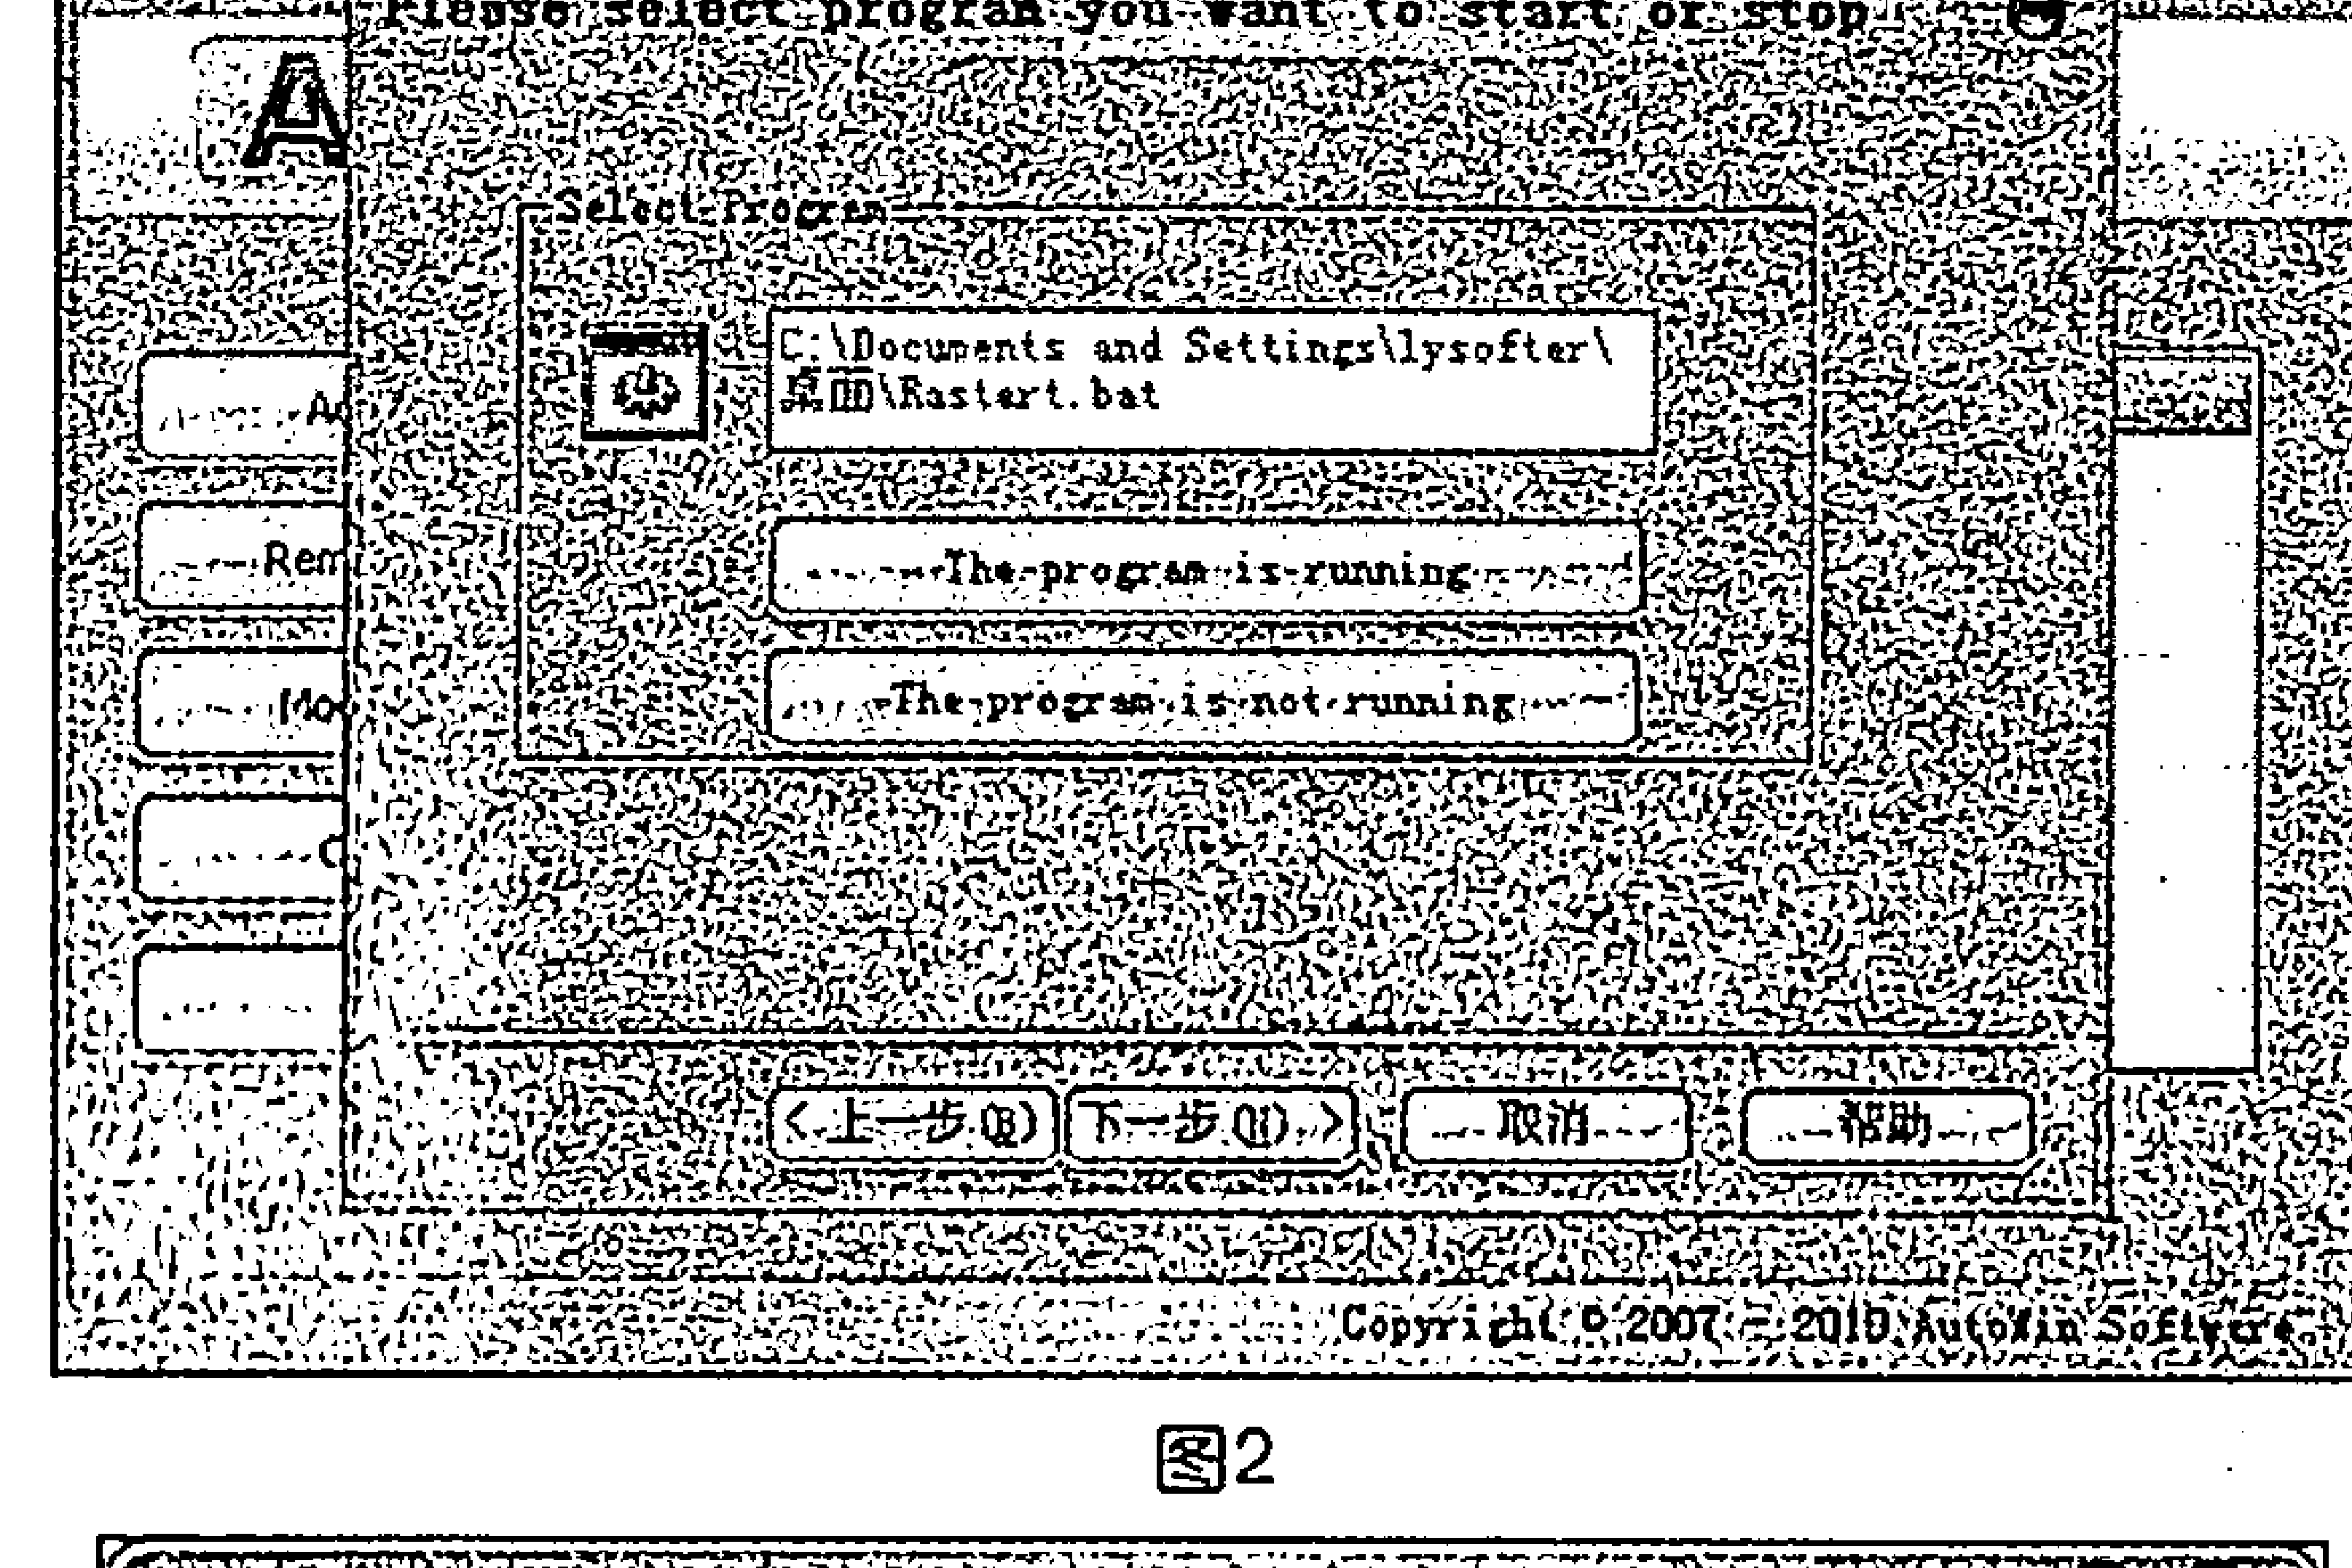 Please select program you want to start or stop
A
Select Program
C:\Documents and Settings\lysofter\
桌面\Rastart.bat
The program is running
Rem
The program is not running
< 上一步(B)
下一步(N) >
取消
帮助
Copyright © 2007 - 2010 AutoWin Software.
图2